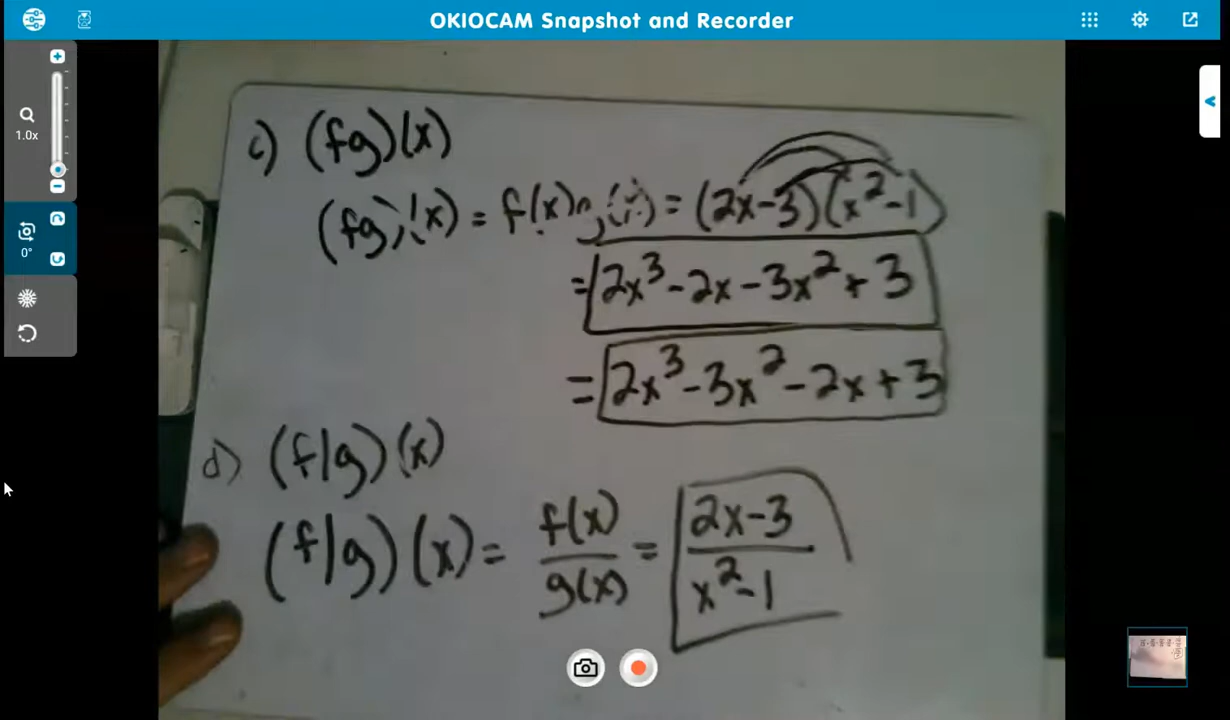 OKIOCAM Snapshot and Recorder
1.0x
0°
c) (fg)(x)
(fg)(x) = f(x)g(x) = (2x-3)(x²-1)
= 2x³-2x-3x²+3
= 2x³-3x²-2x+3
d) (f/g)(x)
(f/g)(x) = f(x)/g(x) = 2x-3/x²-1